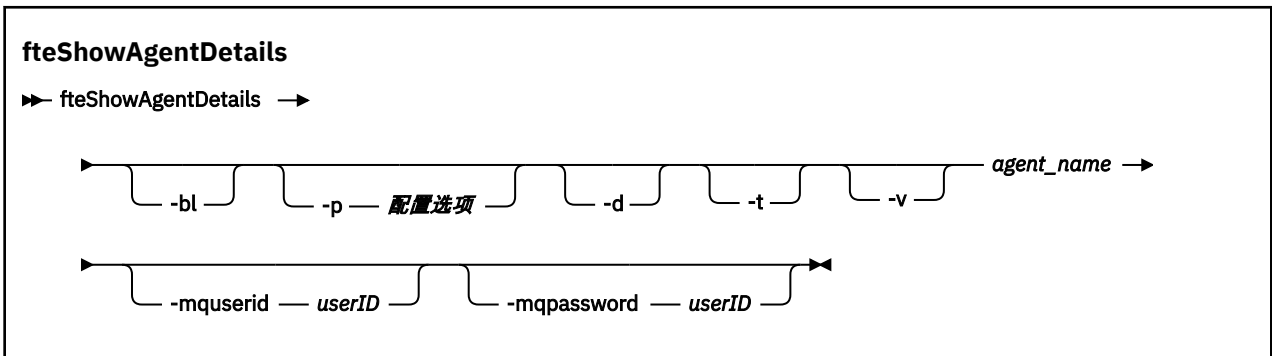 fteShowAgentDetails
fteShowAgentDetails
agent_name
-bl -p 配置选项 -d -t -v
-mquserid userID -mqpassword userID